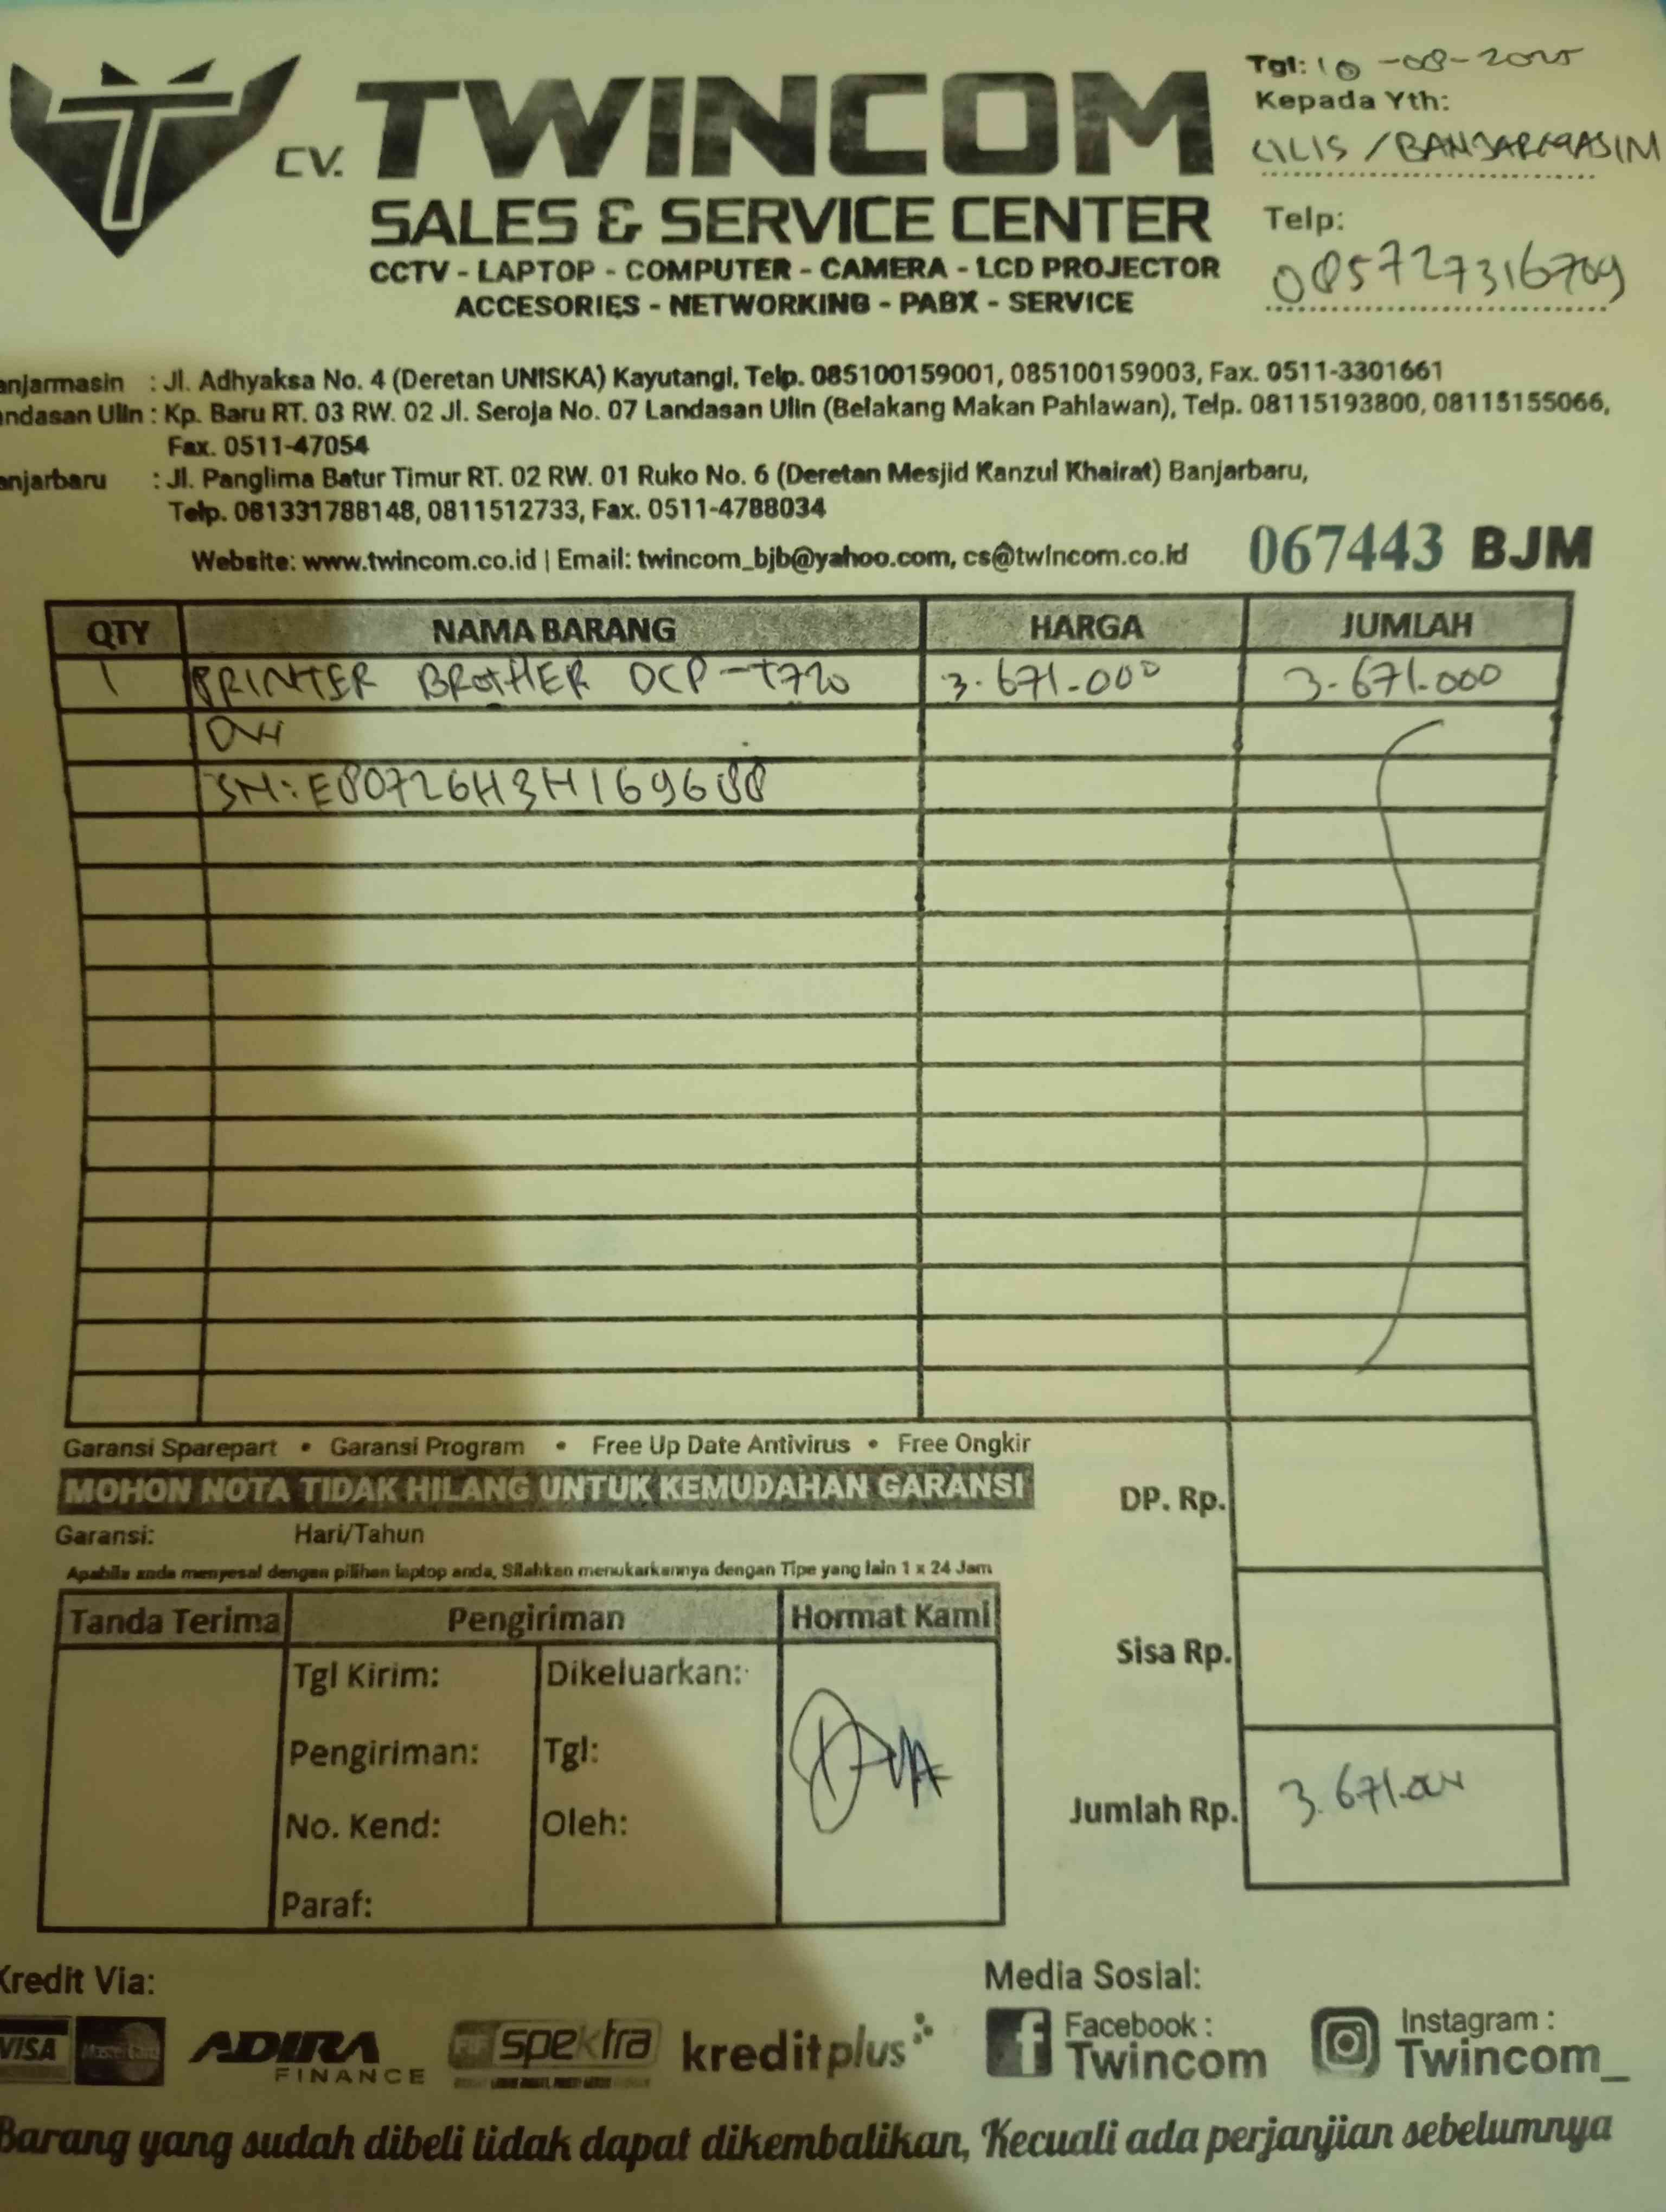 Tgl: 10-08-2025
Kepada Yth:
LILIS / BANJARMASIN
Telp:
085727316709
T
CV. TWINCOM
SALES & SERVICE CENTER
CCTV - LAPTOP - COMPUTER - CAMERA - LCD PROJECTOR
ACCESORIES - NETWORKING - PABX - SERVICE
anjarmasin : Jl. Adhyaksa No. 4 (Deretan UNISKA) Kayutangi, Telp. 085100159001, 085100159003, Fax. 0511-3301661
andasan Ulin : Kp. Baru RT. 03 RW. 02 Jl. Seroja No. 07 Landasan Ulin (Belakang Makan Pahlawan), Telp. 08115193800, 08115155066,
Fax. 0511-47054
anjarbaru : Jl. Panglima Batur Timur RT. 02 RW. 01 Ruko No. 6 (Deretan Mesjid Kanzul Khairat) Banjarbaru,
Telp. 081331788148, 0811512733, Fax. 0511-4788034
Website: www.twincom.co.id | Email: twincom_bjb@yahoo.com, cs@twincom.co.id
067443 BJM
QTY NAMA BARANG HARGA JUMLAH
1 PRINTER BROTHER DCP-T720 3.671.000 3.671.000
DW
SN: E80726H3H169688
Garansi Sparepart • Garansi Program • Free Up Date Antivirus • Free Ongkir
MOHON NOTA TIDAK HILANG UNTUK KEMUDAHAN GARANSI
Garansi: Hari/Tahun
Apabila anda menyesal dengan pilihan laptop anda, Silahkan menukarkannya dengan Tipe yang lain 1 x 24 Jam
DP. Rp.
Sisa Rp.
Jumlah Rp. 3.671.000
Tanda Terima Pengiriman Hormat Kami
Tgl Kirim: Dikeluarkan:
Pengiriman: Tgl:
No. Kend: Oleh:
Paraf:
Kredit Via:
VISA MasterCard ADIRA FINANCE FIF spektra kreditplus
Media Sosial:
Facebook : Twincom
Instagram : Twincom_
Barang yang sudah dibeli tidak dapat dikembalikan, Kecuali ada perjanjian sebelumnya